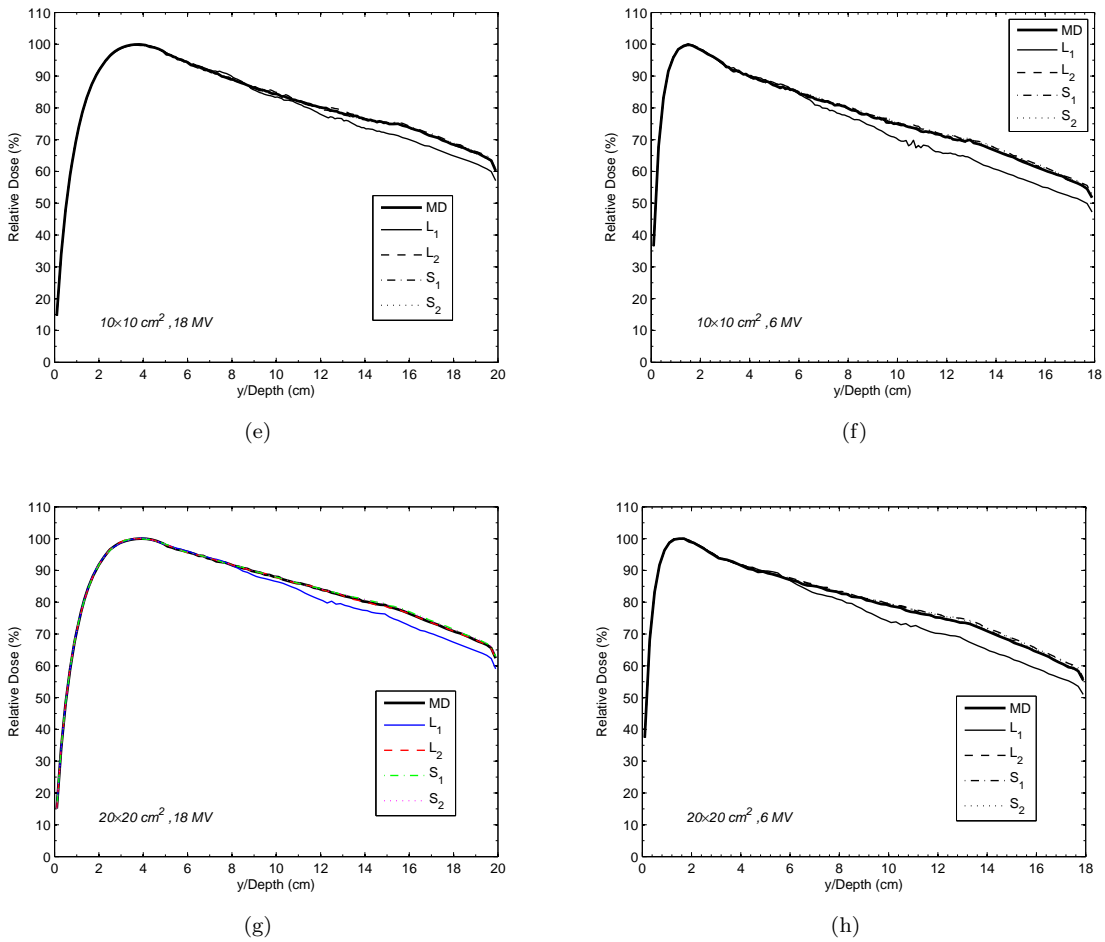 110
100
90
80
70
60
50
40
30
20
10
0
Relative Dose (%)
MD
L1
L2
S1
S2
10×10 cm2 ,18 MV
0 2 4 6 8 10 12 14 16 18 20
y/Depth (cm)
(e)
110
100
90
80
70
60
50
40
30
20
10
0
Relative Dose (%)
MD
L1
L2
S1
S2
10×10 cm2 ,6 MV
0 2 4 6 8 10 12 14 16 18
y/Depth (cm)
(f)
110
100
90
80
70
60
50
40
30
20
10
0
Relative Dose (%)
MD
L1
L2
S1
S2
20×20 cm2 ,18 MV
0 2 4 6 8 10 12 14 16 18 20
y/Depth (cm)
(g)
110
100
90
80
70
60
50
40
30
20
10
0
Relative Dose (%)
MD
L1
L2
S1
S2
20×20 cm2 ,6 MV
0 2 4 6 8 10 12 14 16 18
y/Depth (cm)
(h)